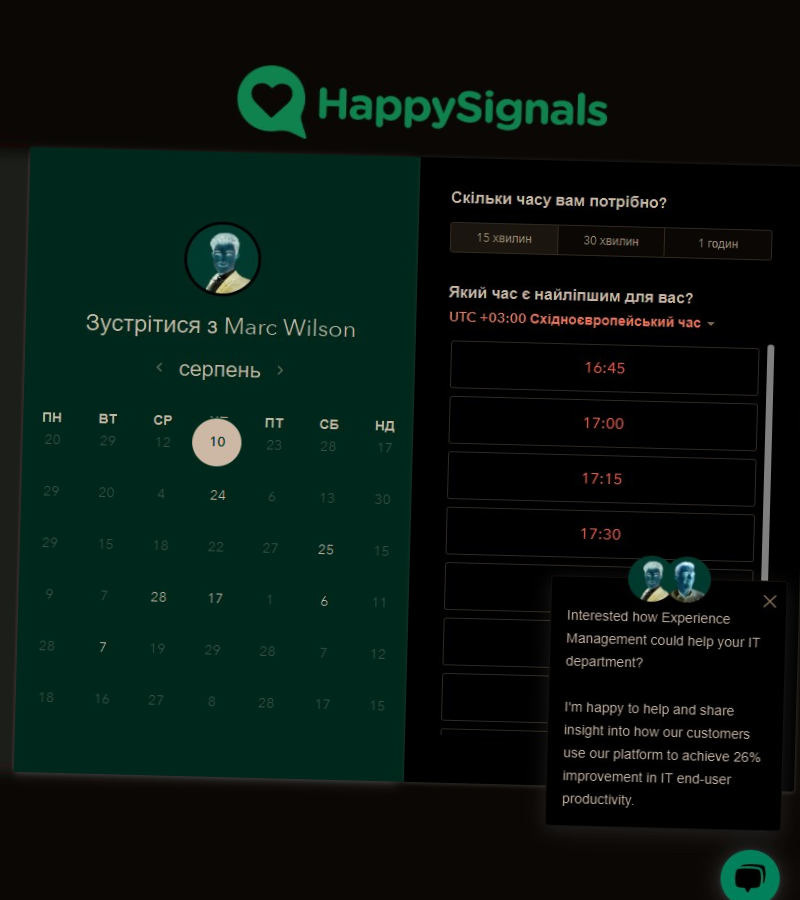 HappySignals
Зустрітися з Marc Wilson
серпень
ПН ВТ СР ПТ СБ НД
20 29 12 10 23 28 17
29 20 4 24 6 13 30
29 15 18 22 27 25 15
9 7 28 17 1 6 11
28 7 19 29 28 7 12
18 16 27 8 28 17 15
Скільки часу вам потрібно?
15 хвилин 30 хвилин 1 годин
Який час є найліпшим для вас?
UTC +03:00 Східноєвропейський час
16:45
17:00
17:15
17:30
Interested how Experience
Management could help your IT
department?
I'm happy to help and share
insight into how our customers
use our platform to achieve 26%
improvement in IT end-user
productivity.